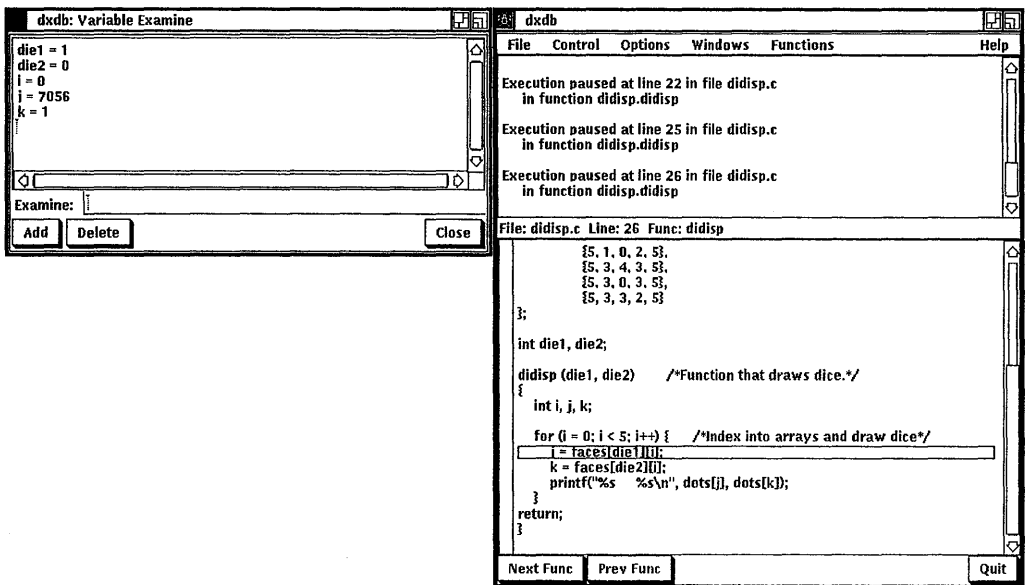 dxdb: Variable Examine
die1 = 1
die2 = 0
i = 0
j = 7056
k = 1
Examine:
Add Delete Close
dxdb
File Control Options Windows Functions Help
Execution paused at line 22 in file didisp.c
in function didisp.didisp
Execution paused at line 25 in file didisp.c
in function didisp.didisp
Execution paused at line 26 in file didisp.c
in function didisp.didisp
File: didisp.c Line: 26 Func: didisp
{5, 1, 0, 2, 5},
{5, 3, 4, 3, 5},
{5, 3, 0, 3, 5},
{5, 3, 3, 2, 5}
};
int die1, die2;
didisp (die1, die2) /*Function that draws dice.*/
{
int i, j, k;
for (i = 0; i < 5; i++) { /*Index into arrays and draw dice*/
j = faces[die1][i];
k = faces[die2][i];
printf("%s %s\n", dots[j], dots[k]);
}
return;
}
Next Func Prev Func Quit